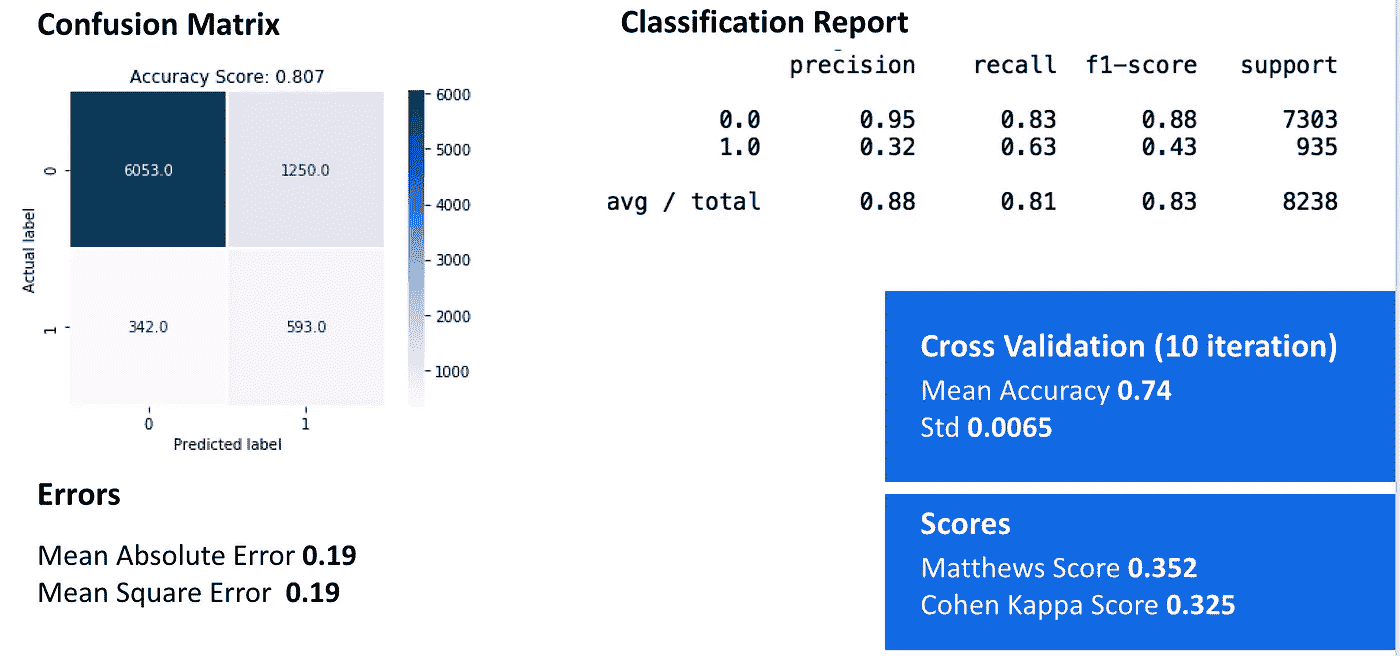 Confusion Matrix
Accuracy Score: 0.807
6000
5000
4000
3000
2000
1000
0
6053.0 1250.0
Actual label
1
342.0 593.0
0 1
Predicted label
Errors
Mean Absolute Error 0.19
Mean Square Error 0.19
Classification Report
precision recall f1-score support
0.0 0.95 0.83 0.88 7303
1.0 0.32 0.63 0.43 935
avg / total 0.88 0.81 0.83 8238
Cross Validation (10 iteration)
Mean Accuracy 0.74
Std 0.0065
Scores
Matthews Score 0.352
Cohen Kappa Score 0.325